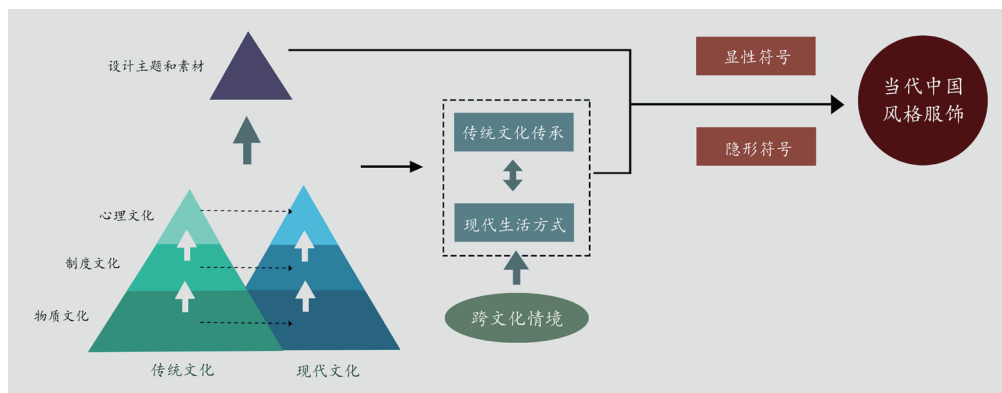 设计主题和素材
心理文化
制度文化
物质文化
传统文化
现代文化
传统文化传承
现代生活方式
跨文化情境
显性符号
隐形符号
当代中国
风格服饰